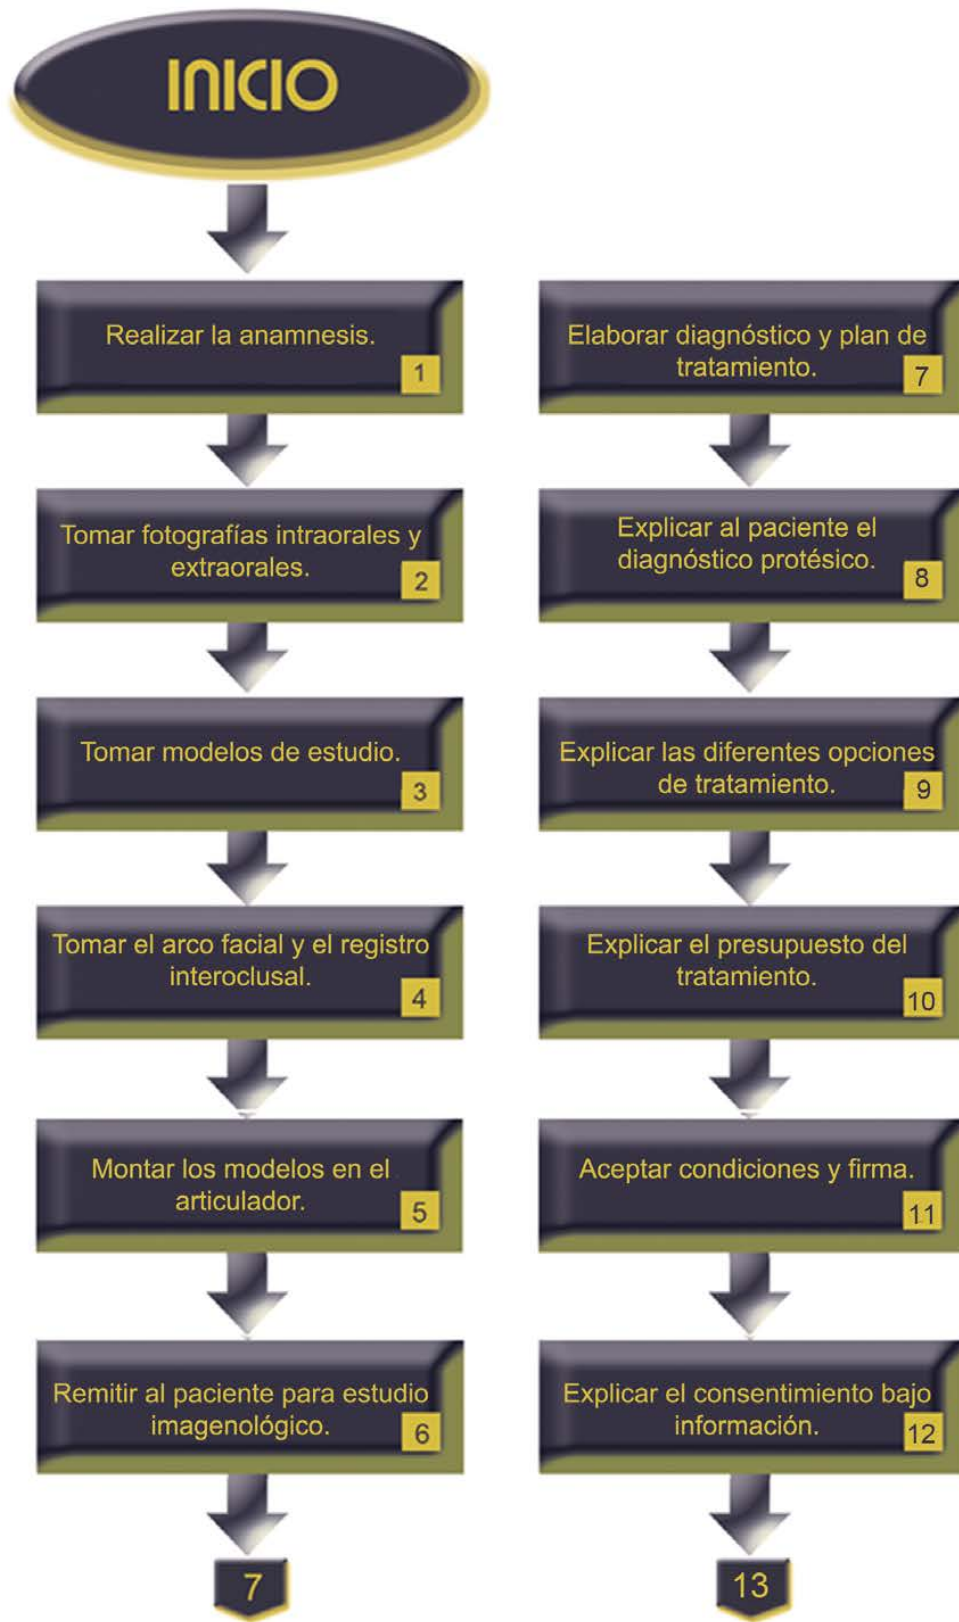 INICIO
Realizar la anamnesis.
1
Tomar fotografías intraorales y
extraorales.
2
Tomar modelos de estudio.
3
Tomar el arco facial y el registro
interoclusal.
4
Montar los modelos en el
articulador.
5
Remitir al paciente para estudio
imagenológico.
6
7
Elaborar diagnóstico y plan de
tratamiento.
7
Explicar al paciente el
diagnóstico protésico.
8
Explicar las diferentes opciones
de tratamiento.
9
Explicar el presupuesto del
tratamiento.
10
Aceptar condiciones y firma.
11
Explicar el consentimiento bajo
información.
12
13